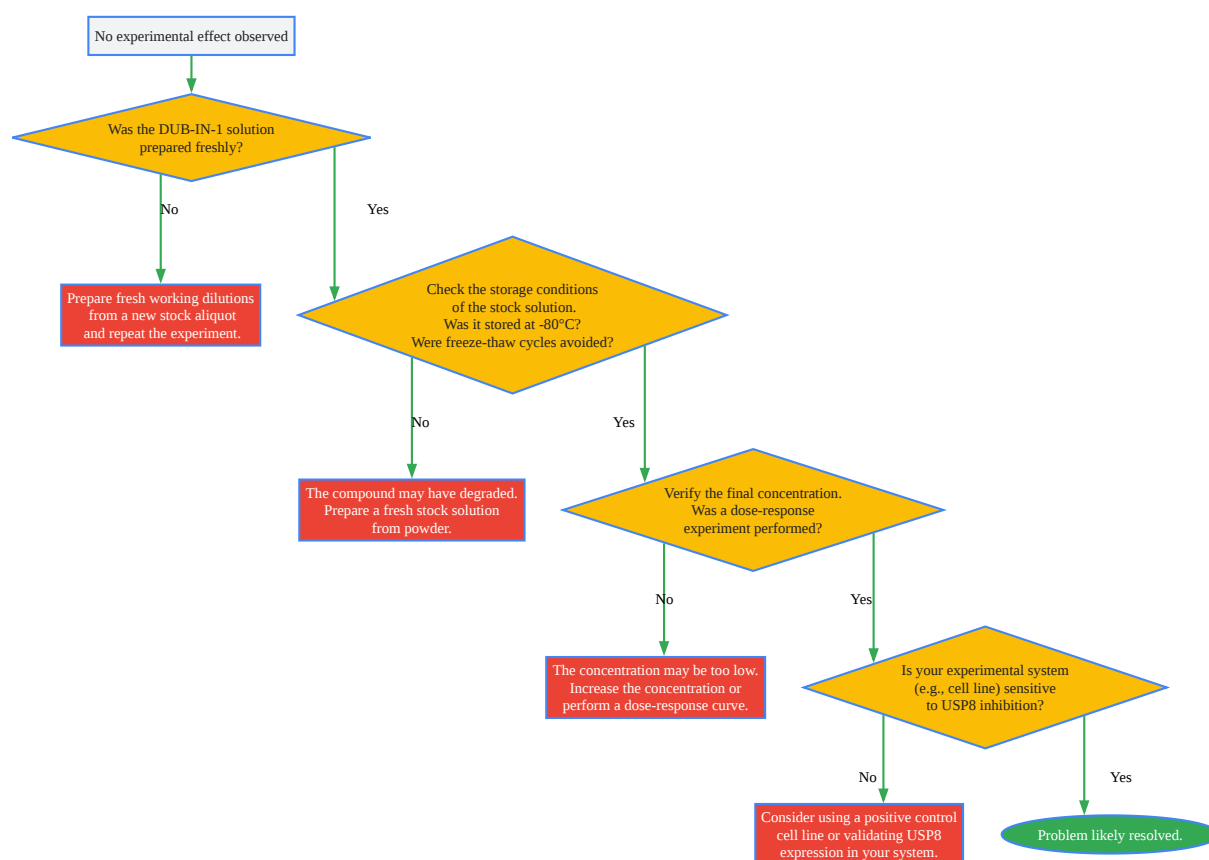 No experimental effect observed
Was the DUB-IN-1 solution
prepared freshly?
No
Yes
Prepare fresh working dilutions
from a new stock aliquot
and repeat the experiment.
Check the storage conditions
of the stock solution.
Was it stored at -80°C?
Were freeze-thaw cycles avoided?
No
Yes
The compound may have degraded.
Prepare a fresh stock solution
from powder.
Verify the final concentration.
Was a dose-response
experiment performed?
No
Yes
The concentration may be too low.
Increase the concentration or
perform a dose-response curve.
Is your experimental system
(e.g., cell line) sensitive
to USP8 inhibition?
No
Yes
Consider using a positive control
cell line or validating USP8
expression in your system.
Problem likely resolved.